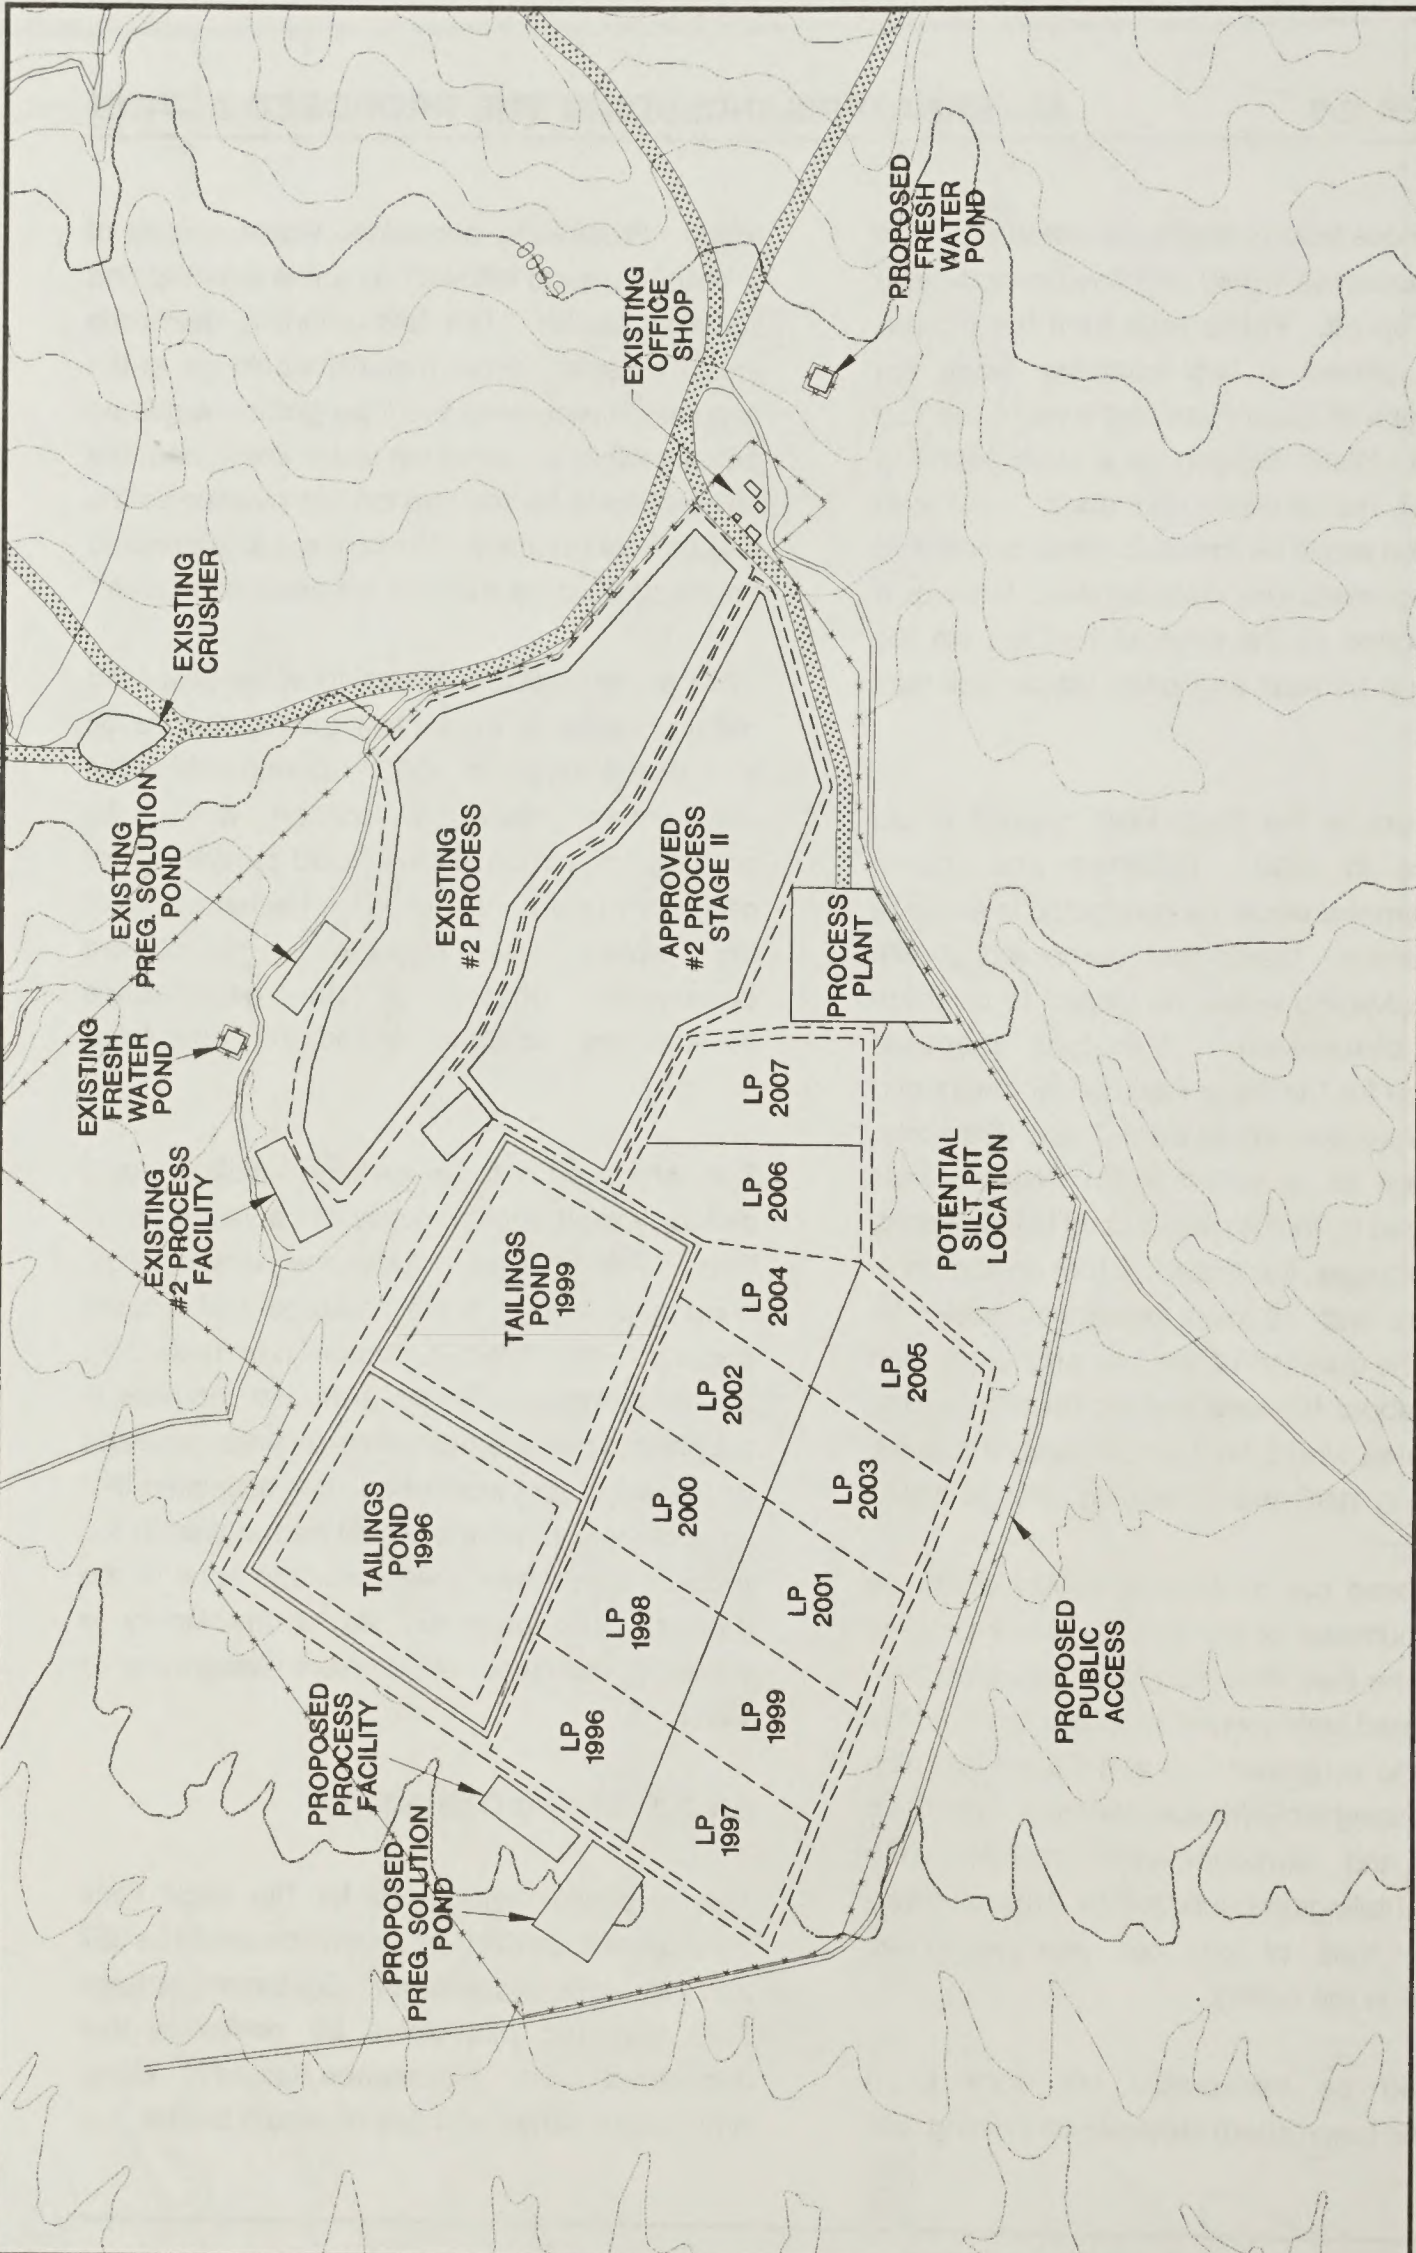 EXISTING
FRESH
WATER
POND
EXISTING
PREG. SOLUTION
POND
EXISTING
CRUSHER
EXISTING
#2 PROCESS
FACILITY
PROPOSED
PROCESS
FACILITY
TAILINGS
POND
1996
PROPOSED
PREG. SOLUTION
POND
EXISTING
#2 PROCESS
TAILINGS
POND
1999
6800
LP
1996
LP
1998
LP
2000
LP
2002
LP
2004
LP
2006
LP
2007
APPROVED
#2 PROCESS
STAGE II
EXISTING
OFFICE
SHOP
LP
1997
LP
1999
LP
2001
LP
2003
LP
2005
PROCESS
PLANT
PROPOSED
FRESH
WATER
POND
POTENTIAL
SILT PIT
LOCATION
PROPOSED
PUBLIC
ACCESS